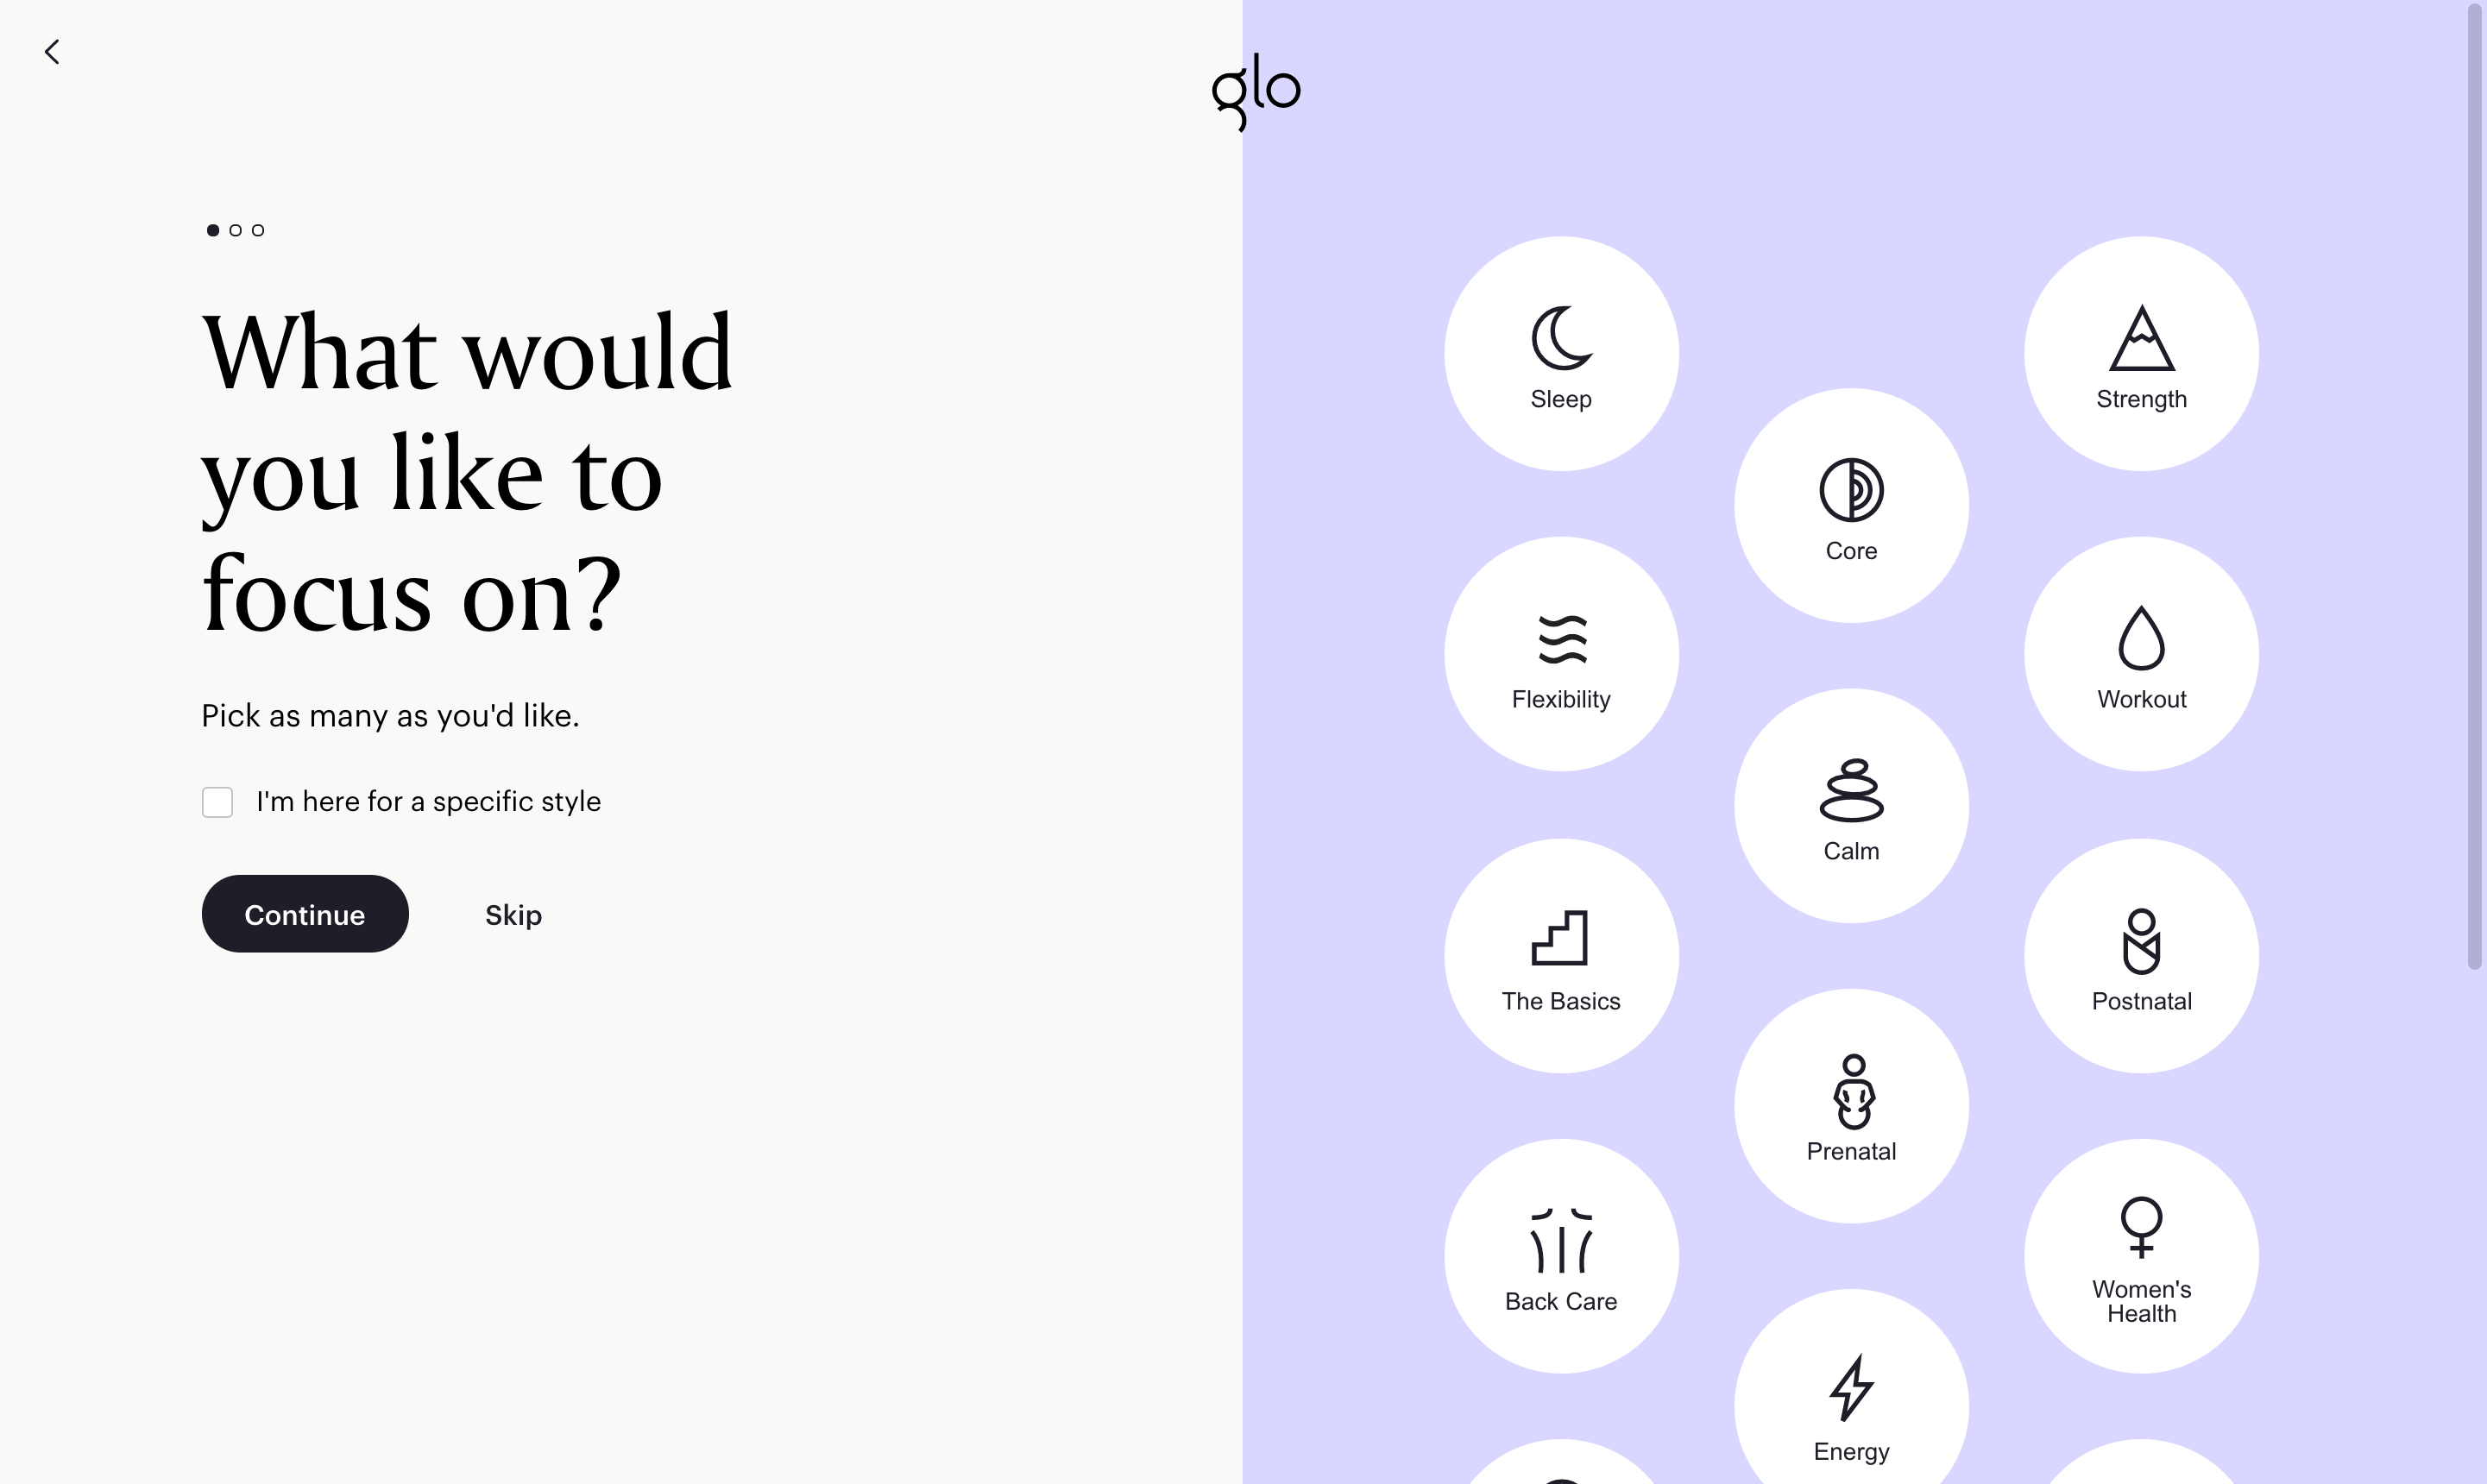 glo
What would
you like to
focus on?
Pick as many as you'd like.
I'm here for a specific style
Continue
Skip
Sleep
Strength
Core
Flexibility
Workout
Calm
The Basics
Postnatal
Prenatal
Back Care
Women's
Health
Energy